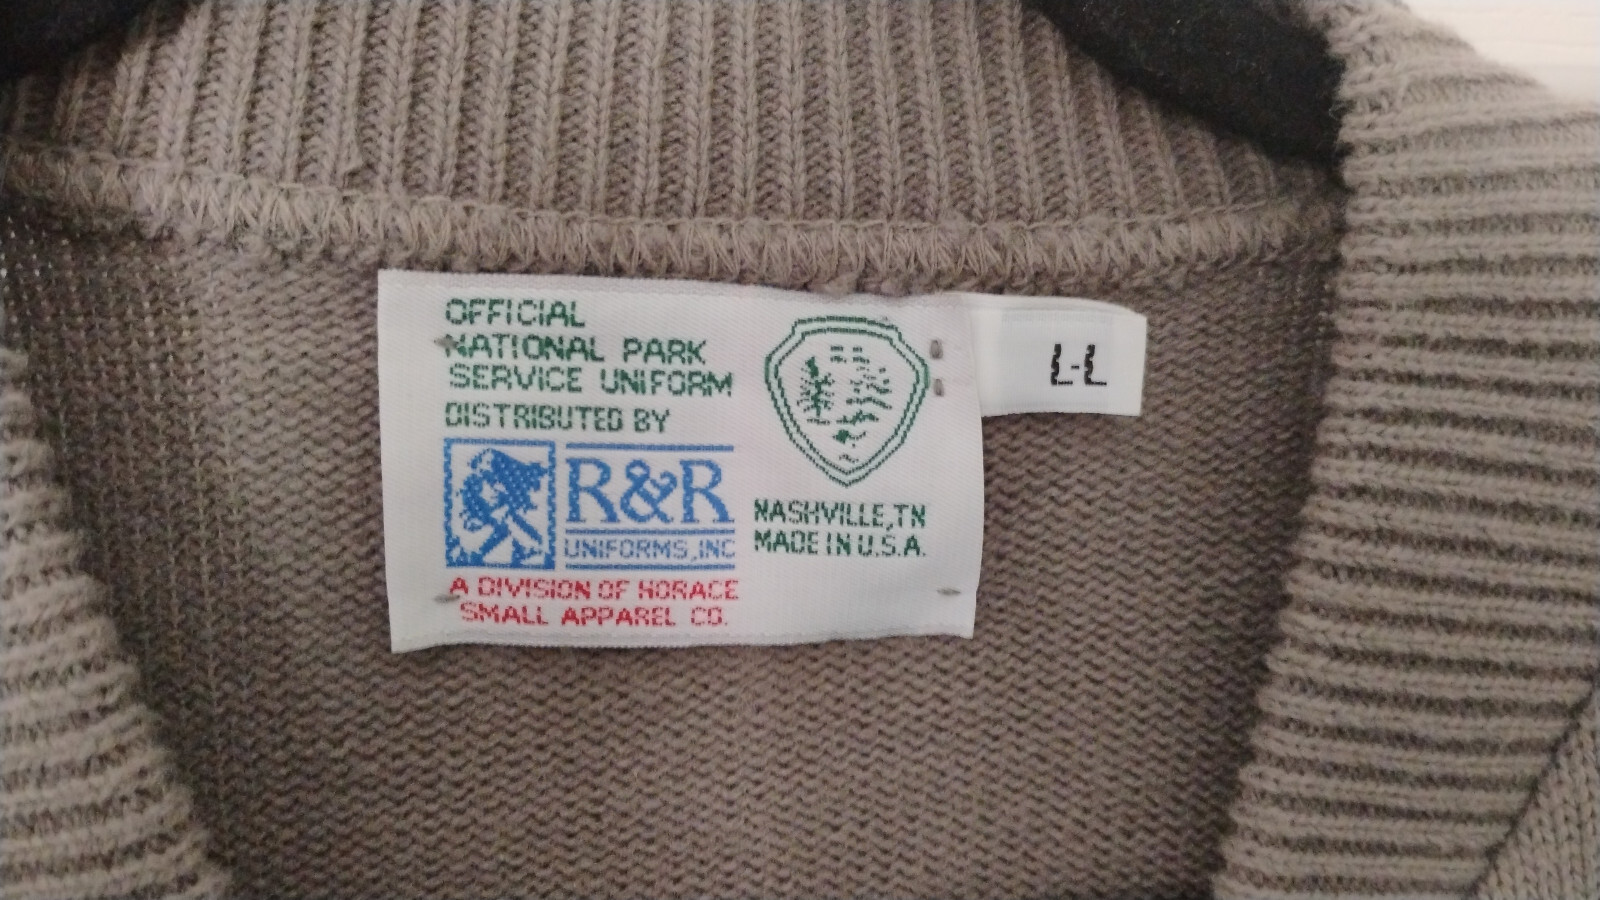 OFFICIAL
NATIONAL PARK
SERVICE UNIFORM
DISTRIBUTED BY
R&R
UNIFORMS, INC
A DIVISION OF HORACE
SMALL APPAREL CO.
NASHVILLE, TN
MADE IN U.S.A.
L-L